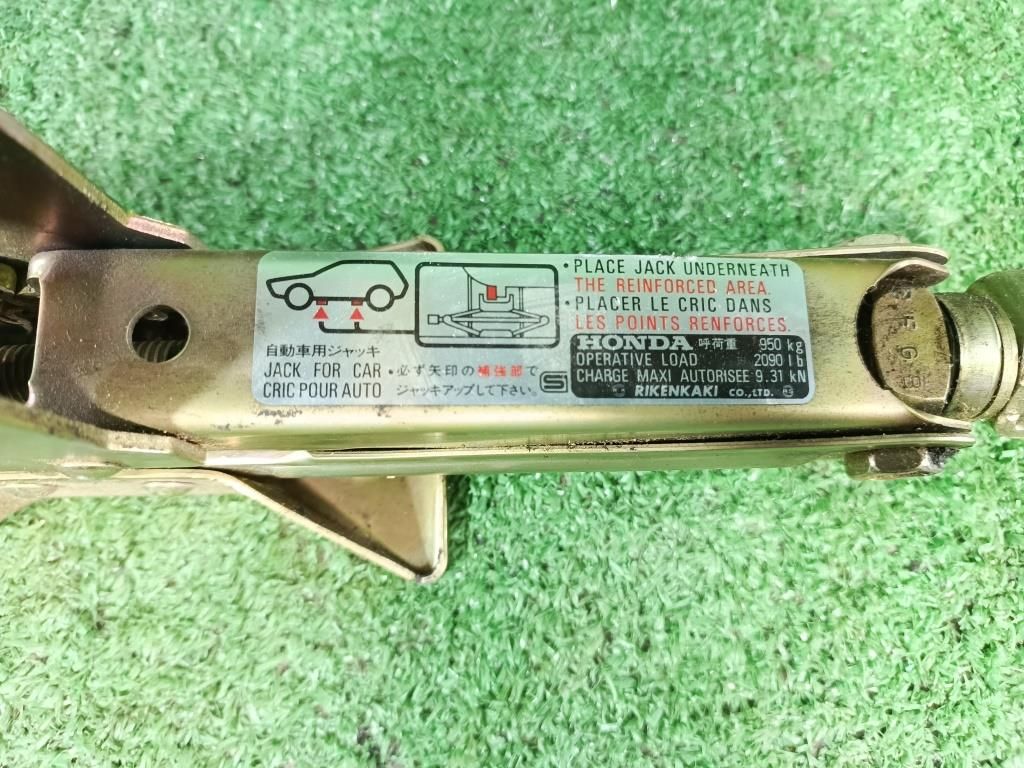 自動車用ジャッキ
JACK FOR CAR
CRIC POUR AUTO
・必ず矢印の補強部で
ジャッキアップして下さい。
・PLACE JACK UNDERNEATH
THE REINFORCED AREA.
・PLACER LE CRIC DANS
LES POINTS RENFORCES.
HONDA 呼荷重 950 kg
OPERATIVE LOAD 2090 lb
CHARGE MAXI AUTORISEE 9.31 kN
RIKENKAKI CO.,LTD.